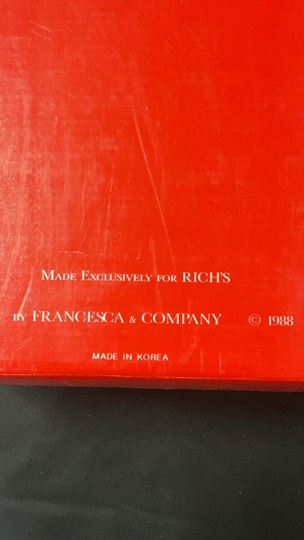 MADE EXCLUSIVELY FOR RICH'S
BY FRANCESCA & COMPANY © 1988
MADE IN KOREA